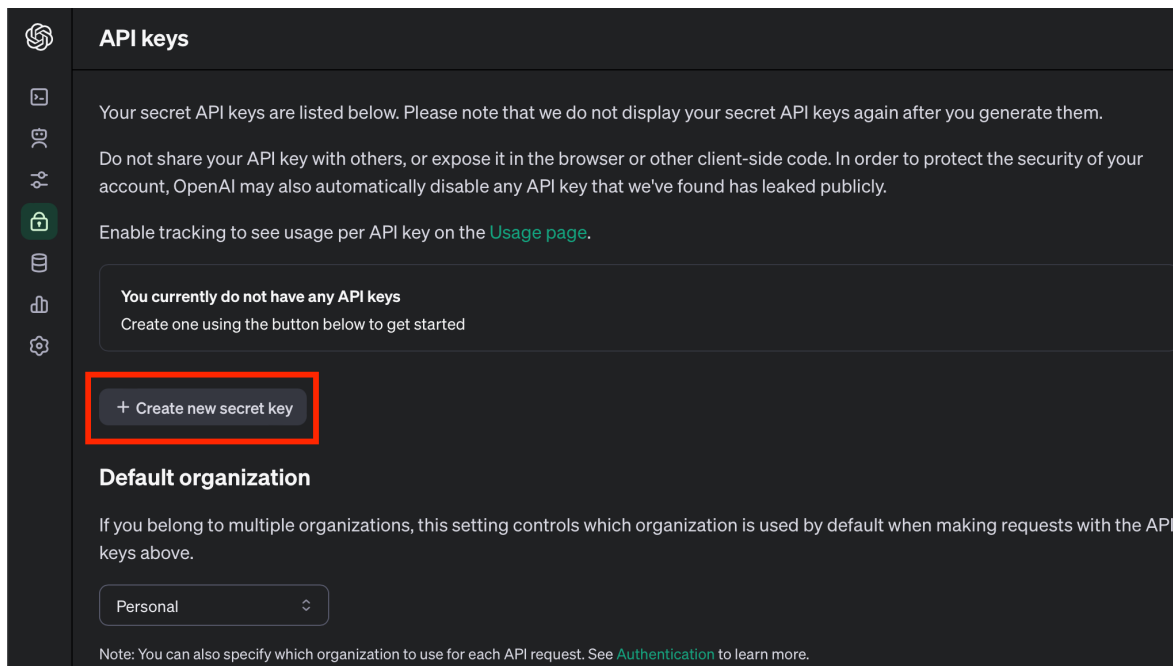 API keys
Your secret API keys are listed below. Please note that we do not display your secret API keys again after you generate them.
Do not share your API key with others, or expose it in the browser or other client-side code. In order to protect the security of your
account, OpenAI may also automatically disable any API key that we've found has leaked publicly.
Enable tracking to see usage per API key on the Usage page.
You currently do not have any API keys
Create one using the button below to get started
+ Create new secret key
Default organization
If you belong to multiple organizations, this setting controls which organization is used by default when making requests with the API
keys above.
Personal
Note: You can also specify which organization to use for each API request. See Authentication to learn more.